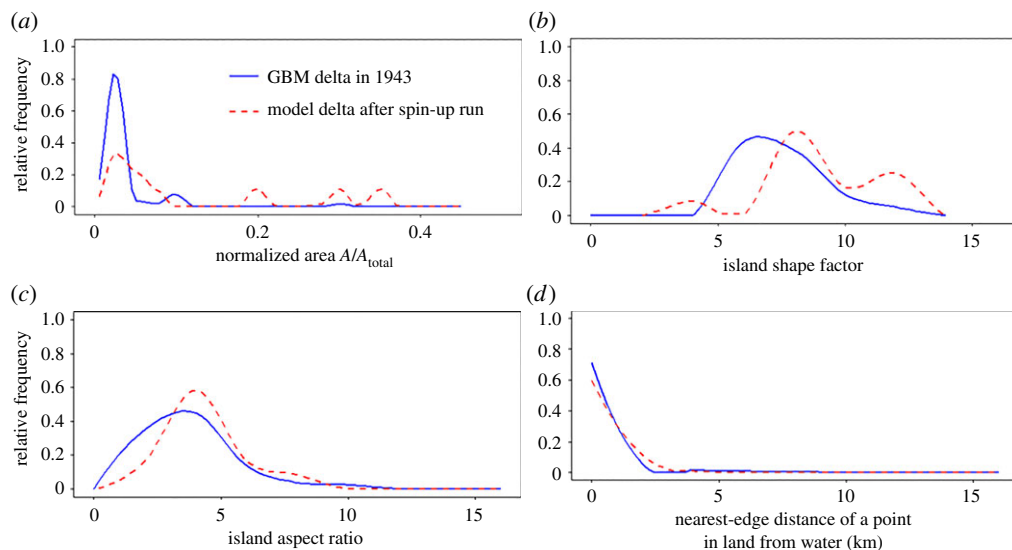 (a)
1.0
0.8
0.6
0.4
0.2
0
relative frequency
GBM delta in 1943
model delta after spin-up run
0 0.2 0.4
normalized area A/Atotal
(b)
1.0
0.8
0.6
0.4
0.2
0
0 5 10 15
island shape factor
(c)
1.0
0.8
0.6
0.4
0.2
0
relative frequency
0 5 10 15
island aspect ratio
(d)
1.0
0.8
0.6
0.4
0.2
0
0 5 10 15
nearest-edge distance of a point
in land from water (km)